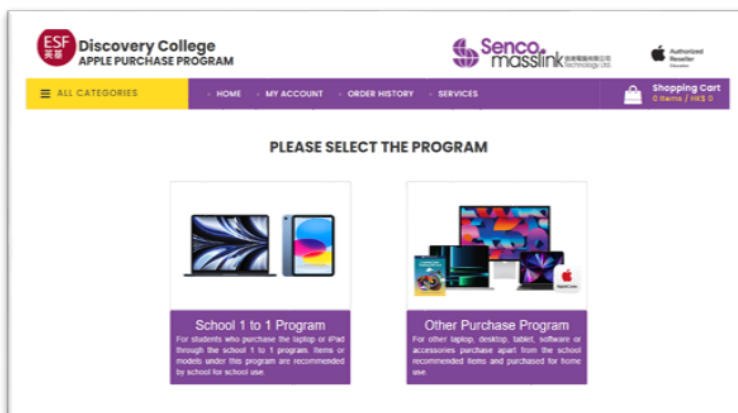 ESF
英基
Discovery College
APPLE PURCHASE PROGRAM
Senco.
masslink Technology Ltd.
Authorized
Reseller
Education
ALL CATEGORIES
HOME
MY ACCOUNT
ORDER HISTORY
SERVICES
Shopping Cart
0 Items / HK$ 0
PLEASE SELECT THE PROGRAM
School 1 to 1 Program
For students who purchase the laptop or iPad
through the school 1 to 1 program. Items or
models under this program are recommended
by school for school use.
AppleCare
Other Purchase Program
For other laptop, desktop, tablet, software or
accessories purchase apart from the school
recommended items and purchased for home
use.